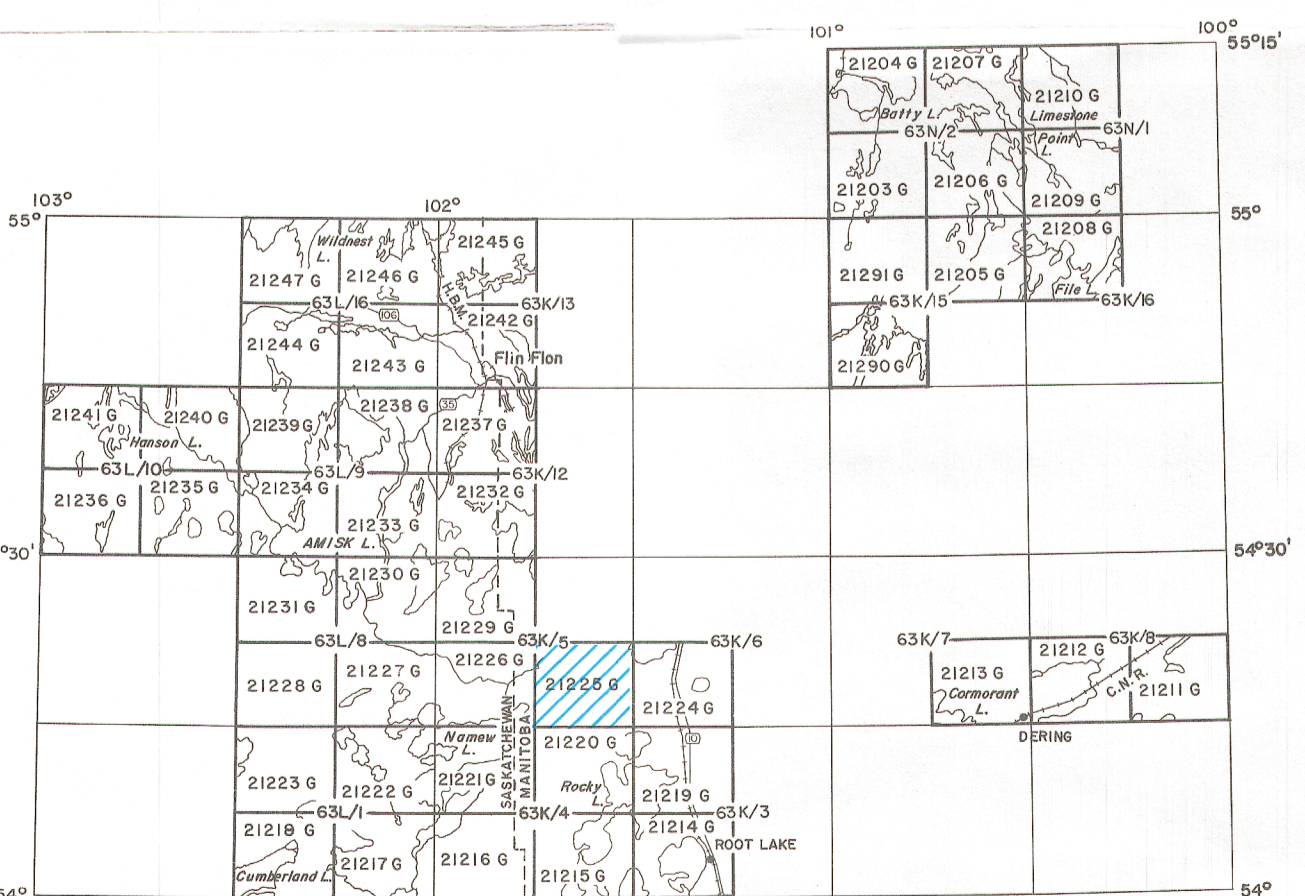 101°
100°
55°15'
21204 G
21207 G
21210 G
Batty L.
Limestone
Point
L.
63N/2
63N/1
21203 G
21206 G
21209 G
103°
102°
55°
55°
21208 G
Wildnest
L.
21245 G
21247 G
21246 G
21291 G
21205 G
File L.
H.B.M.
63L/16
63K/13
63K/15
63K/16
106
21242 G
21244 G
21243 G
Flin Flon
21290 G
21241 G
21240 G
21238 G
35
21239 G
21237 G
Hanson L.
63L/10
63L/9
63K/12
21236 G
21235 G
21234 G
21232 G
21233 G
AMISK L.
°30'
54°30'
21230 G
21231 G
21229 G
63L/8
63K/5
63K/6
63K/7
63K/8
21228 G
21227 G
21226 G
21225 G
21224 G
21213 G
Cormorant
L.
21212 G
C.N.R.
21211 G
DERING
SASKATCHEWAN
MANITOBA
Namew
L.
21220 G
10
21223 G
21222 G
21221 G
Rocky
L.
21219 G
63L/1
63K/4
63K/3
21218 G
21214 G
ROOT LAKE
21217 G
21216 G
21215 G
Cumberland L.
54°
54°